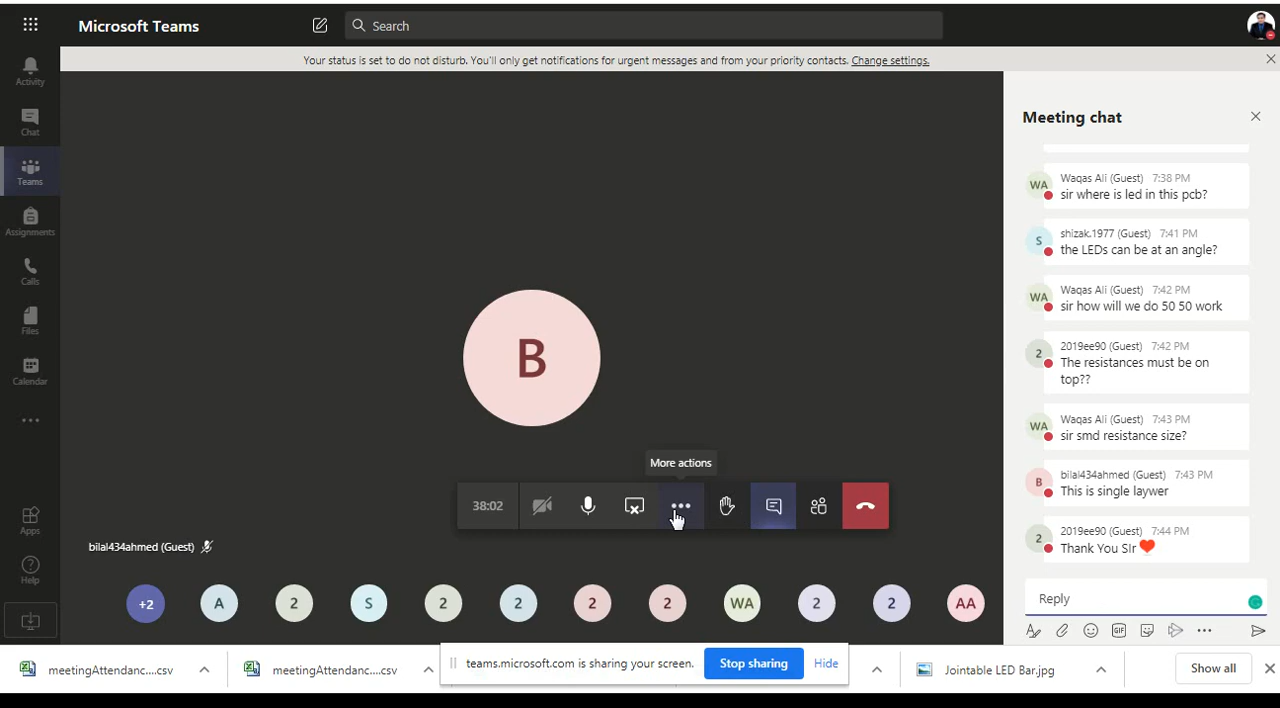 Microsoft Teams
Search
Your status is set to do not disturb. You'll only get notifications for urgent messages and from your priority contacts. Change settings.
Activity
Chat
Teams
Assignments
Calls
Files
Calendar
Apps
Help
B
More actions
38:02
bilal434ahmed (Guest)
+2
A
2
S
2
2
2
2
WA
2
2
AA
Meeting chat
WA
Waqas Ali (Guest) 7:38 PM
sir where is led in this pcb?
S
shizak.1977 (Guest) 7:41 PM
the LEDs can be at an angle?
WA
Waqas Ali (Guest) 7:42 PM
sir how will we do 50 50 work
2
2019ee90 (Guest) 7:42 PM
The resistances must be on
top??
WA
Waqas Ali (Guest) 7:43 PM
sir smd resistance size?
B
bilal434ahmed (Guest) 7:43 PM
This is single laywer
2
2019ee90 (Guest) 7:44 PM
Thank You SIr ❤️
Reply
GIF
meetingAttendanc....csv
meetingAttendanc....csv
teams.microsoft.com is sharing your screen.
Stop sharing
Hide
Jointable LED Bar.jpg
Show all